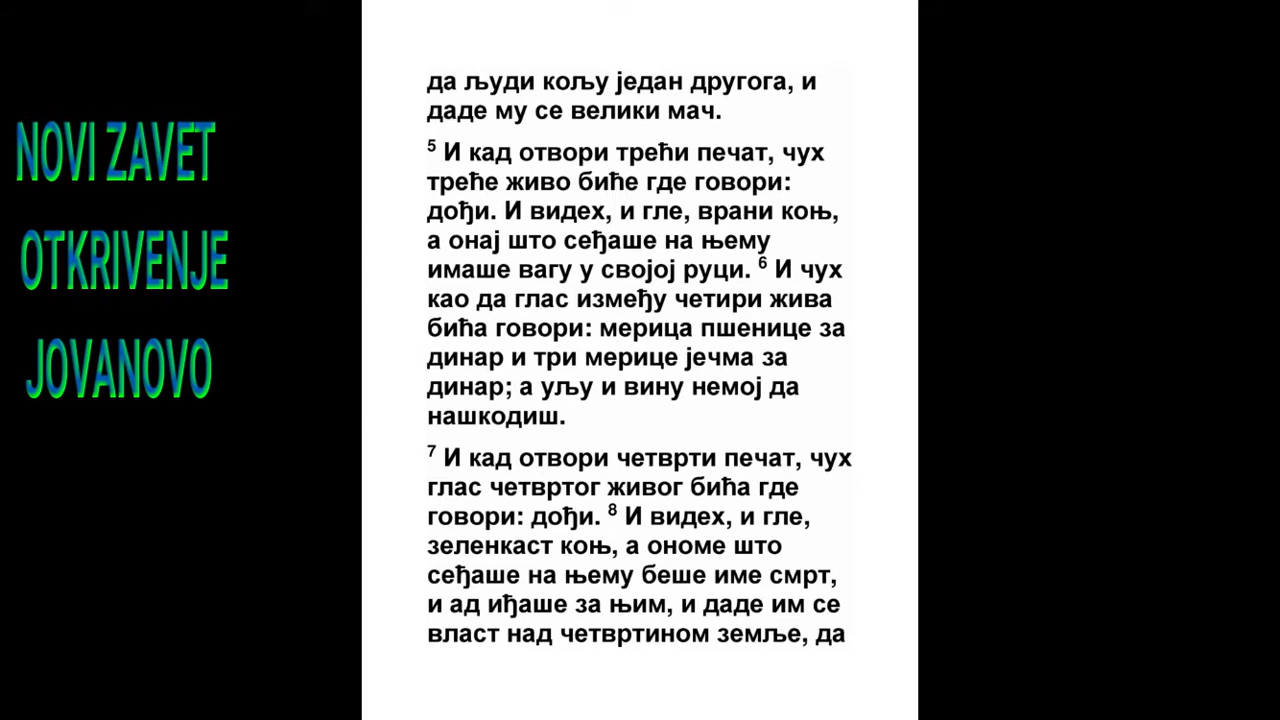 NOVI ZAVET
OTKRIVENJE
JOVANOVO
да људи кољу један другога, и
даде му се велики мач.
5 И кад отвори трећи печат, чух
треће живо биће где говори:
дођи. И видех, и гле, врани коњ,
а онај што сеђаше на њему
имаше вагу у својој руци. 6 И чух
као да глас између четири жива
бића говори: мерица пшенице за
динар и три мерице јечма за
динар; а уљу и вину немој да
нашкодиш.
7 И кад отвори четврти печат, чух
глас четвртог живог бића где
говори: дођи. 8 И видех, и гле,
зеленкаст коњ, а ономе што
сеђаше на њему беше име смрт,
и ад иђаше за њим, и даде им се
власт над четвртином земље, да